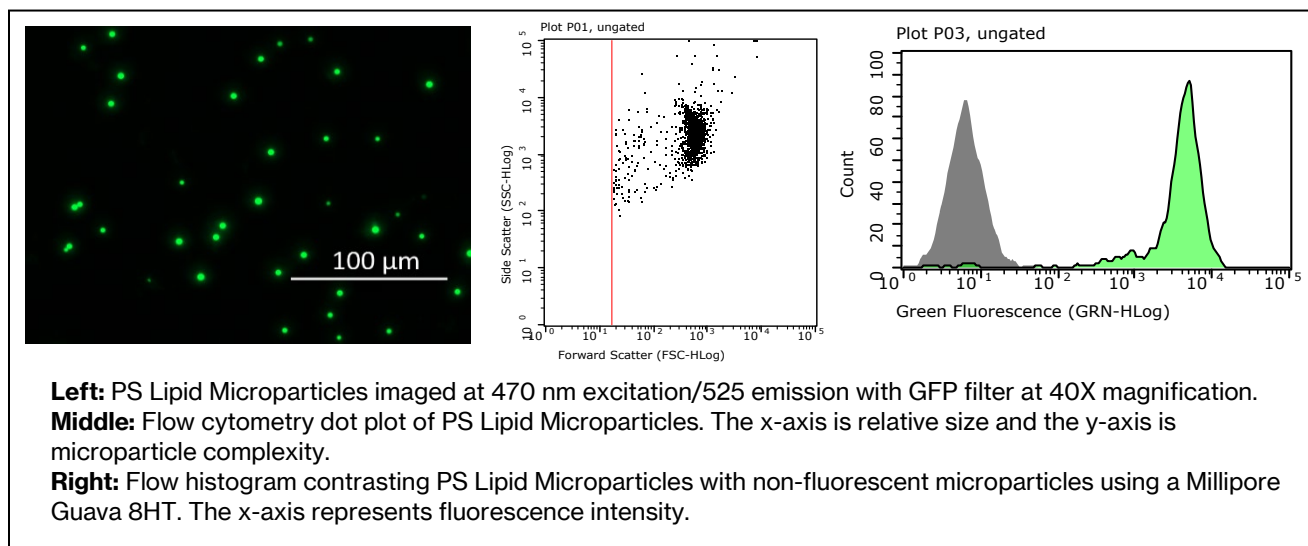 100 µm
Plot P01, ungated
Side Scatter (SSC-HLog)
10^5
10^4
10^3
10^2
10^1
10^0
10^0 10^1 10^2 10^3 10^4 10^5
Forward Scatter (FSC-HLog)
Plot P03, ungated
Count
100
80
60
40
20
0
10^0 10^1 10^2 10^3 10^4 10^5
Green Fluorescence (GRN-HLog)
Left: PS Lipid Microparticles imaged at 470 nm excitation/525 emission with GFP filter at 40X magnification.
Middle: Flow cytometry dot plot of PS Lipid Microparticles. The x-axis is relative size and the y-axis is
microparticle complexity.
Right: Flow histogram contrasting PS Lipid Microparticles with non-fluorescent microparticles using a Millipore
Guava 8HT. The x-axis represents fluorescence intensity.